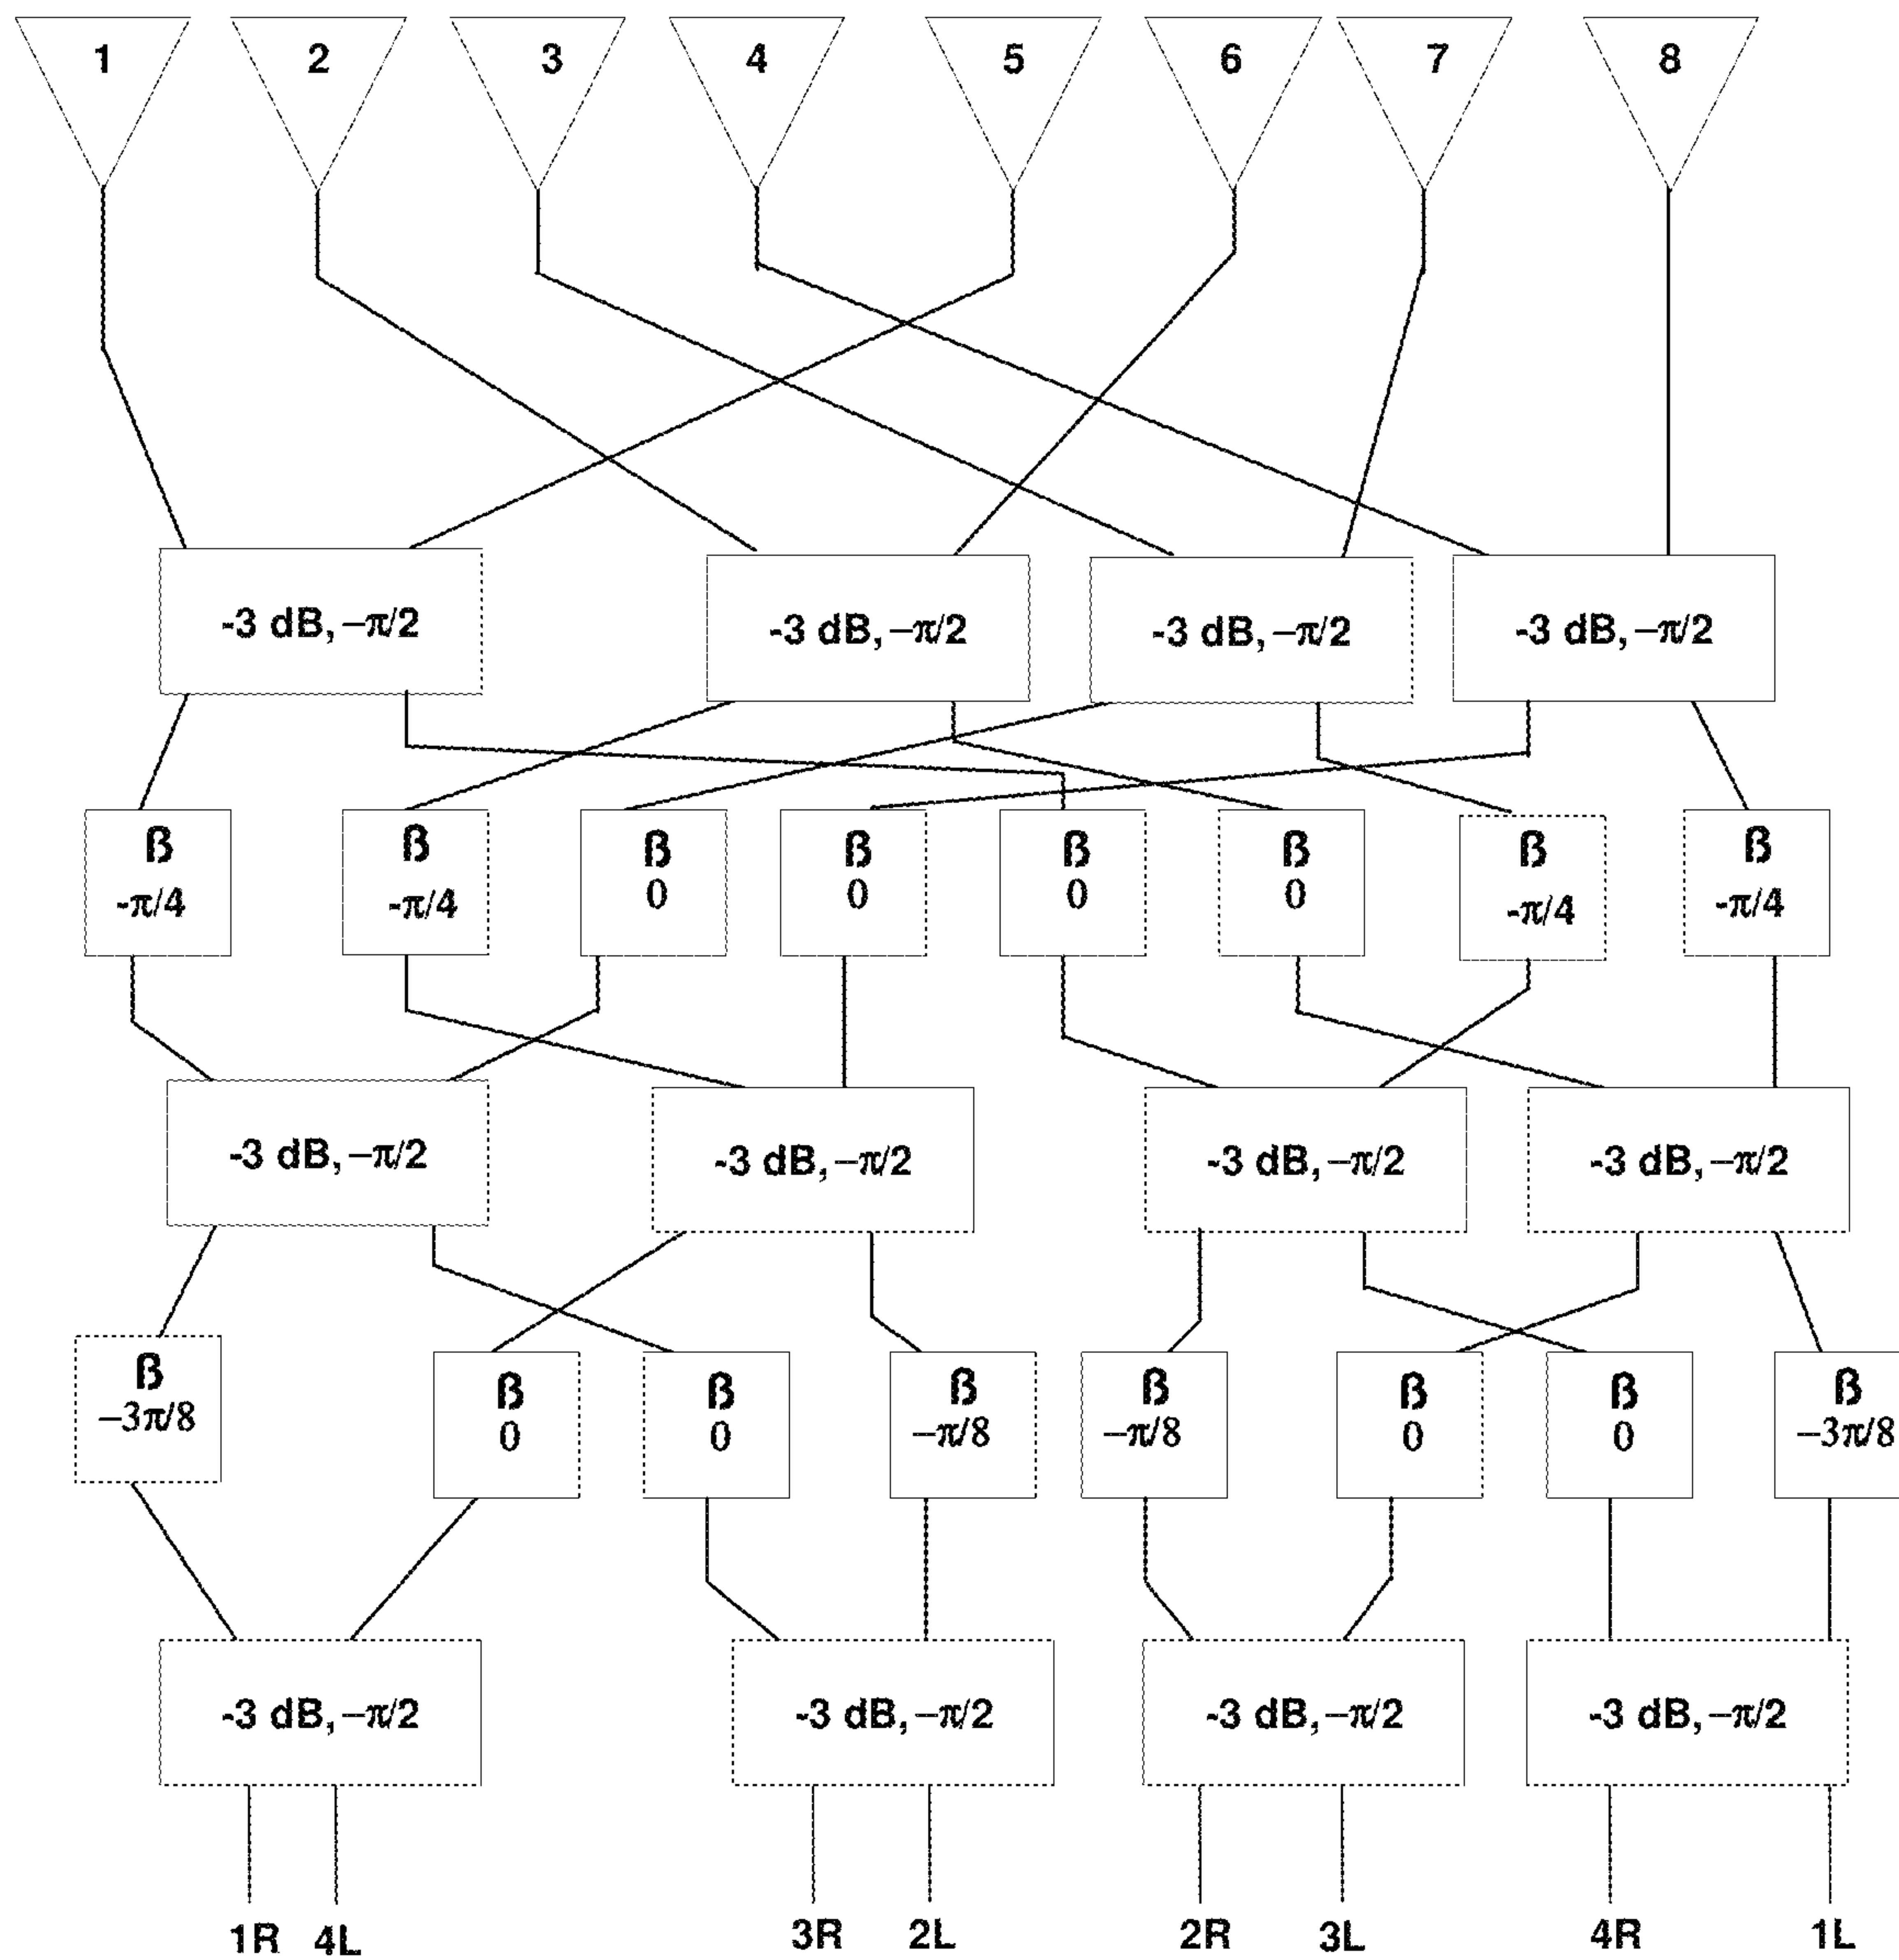 1 2 3 4 5 6 7 8
-3 dB, –π/2 -3 dB, –π/2 -3 dB, –π/2 -3 dB, –π/2
ß ß ß ß ß ß ß ß
-π/4 -π/4 0 0 0 0 -π/4 -π/4
-3 dB, –π/2 -3 dB, –π/2 -3 dB, –π/2 -3 dB, –π/2
ß ß ß ß ß ß ß ß
–3π/8 0 0 –π/8 –π/8 0 0 –3π/8
-3 dB, –π/2 -3 dB, –π/2 -3 dB, –π/2 -3 dB, –π/2
1R 4L 3R 2L 2R 3L 4R 1L